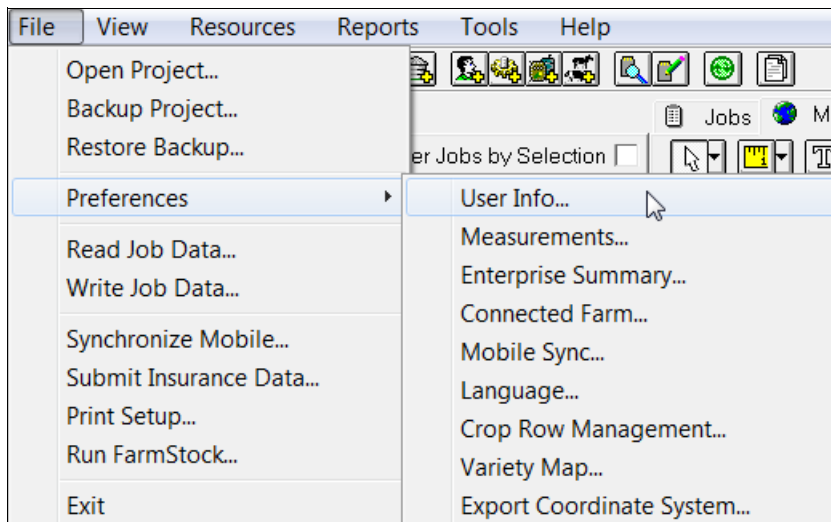 File View Resources Reports Tools Help
Open Project...
Backup Project...
Restore Backup...
Preferences
Read Job Data...
Write Job Data...
Synchronize Mobile...
Submit Insurance Data...
Print Setup...
Run FarmStock...
Exit
Jobs M
er Jobs by Selection
User Info...
Measurements...
Enterprise Summary...
Connected Farm...
Mobile Sync...
Language...
Crop Row Management...
Variety Map...
Export Coordinate System...